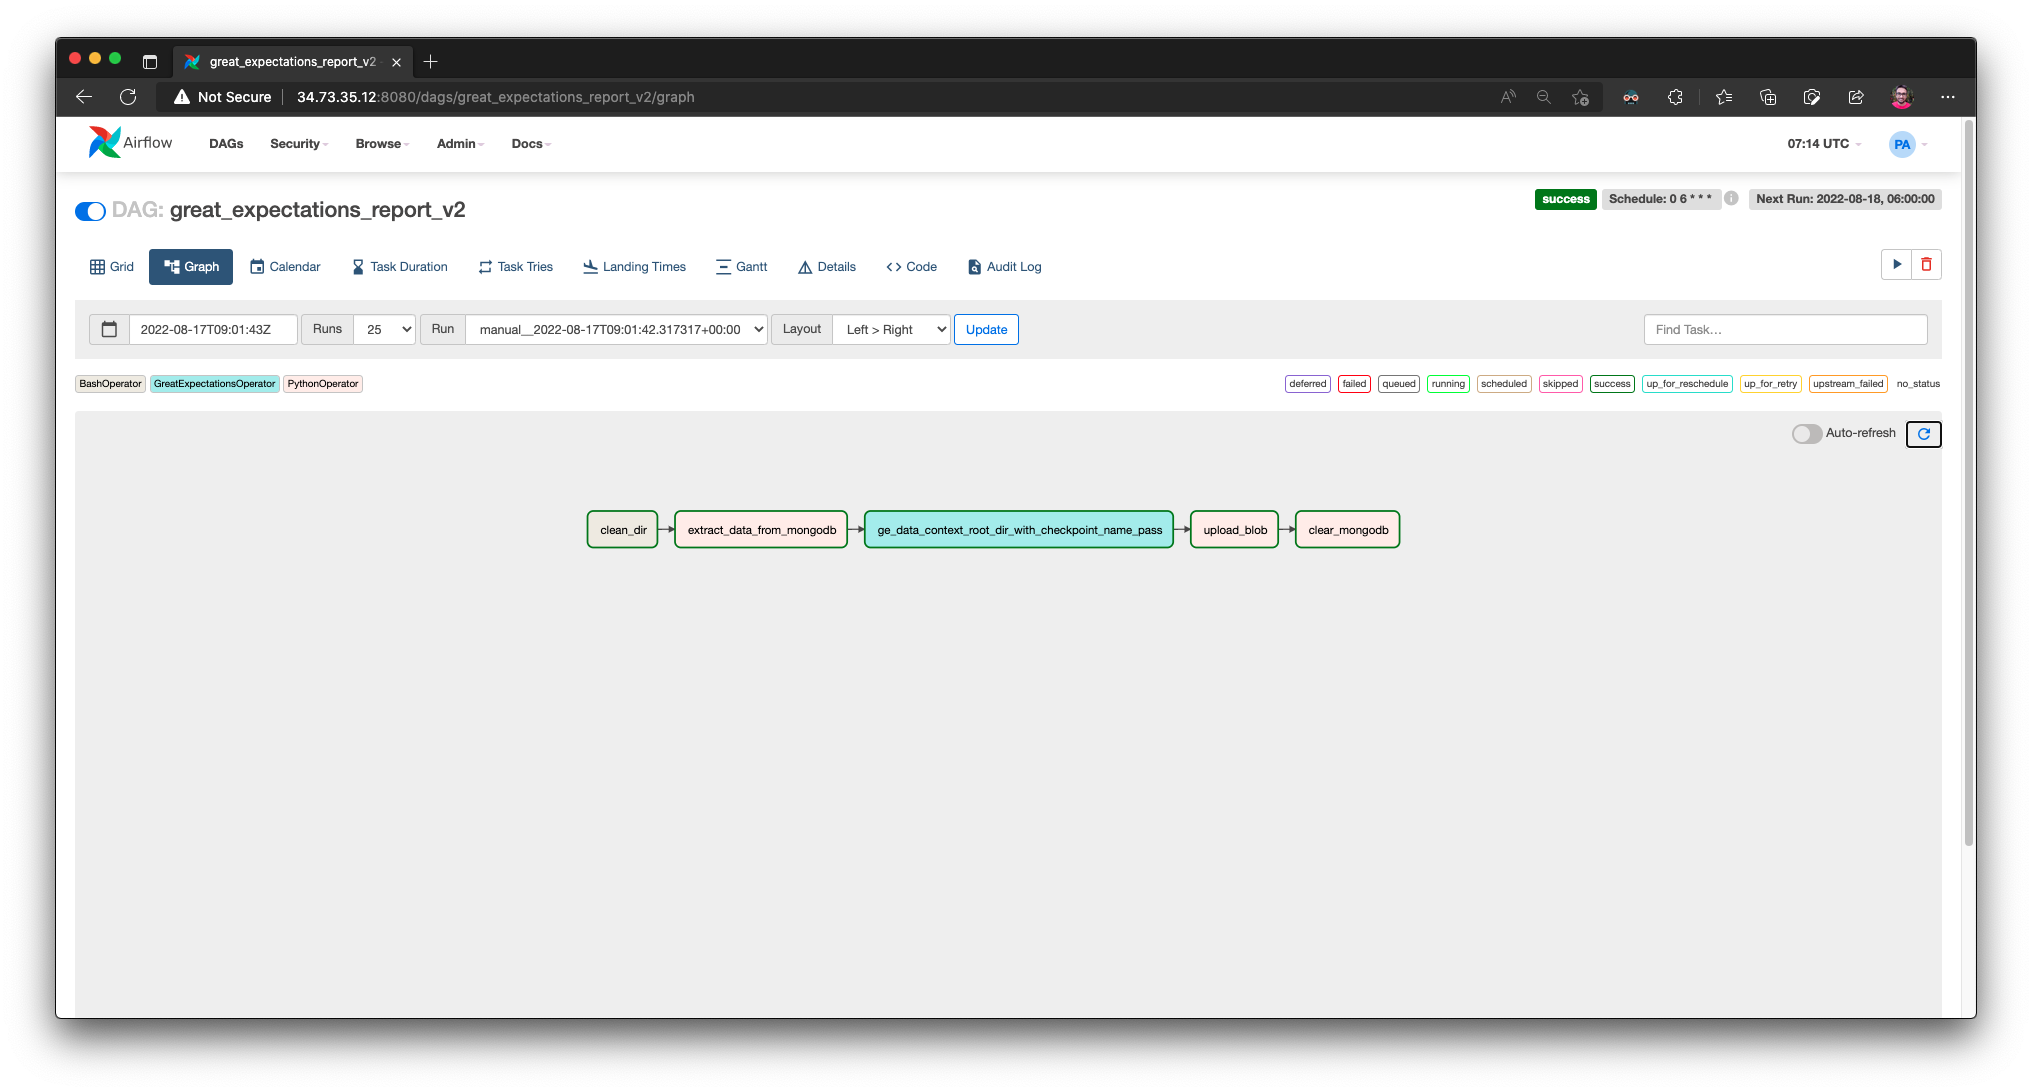 great_expectations_report_v2
Not Secure 34.73.35.12:8080/dags/great_expectations_report_v2/graph
Airflow DAGs Security Browse Admin Docs 07:14 UTC PA
DAG: great_expectations_report_v2 success Schedule: 0 6 * * * i Next Run: 2022-08-18, 06:00:00
Grid Graph Calendar Task Duration Task Tries Landing Times Gantt Details Code Audit Log
2022-08-17T09:01:43Z Runs 25 Run manual__2022-08-17T09:01:42.317317+00:00 Layout Left > Right Update Find Task...
BashOperator GreatExpectationsOperator PythonOperator deferred failed queued running scheduled skipped success up_for_reschedule up_for_retry upstream_failed no_status
Auto-refresh
clean_dir extract_data_from_mongodb ge_data_context_root_dir_with_checkpoint_name_pass upload_blob clear_mongodb